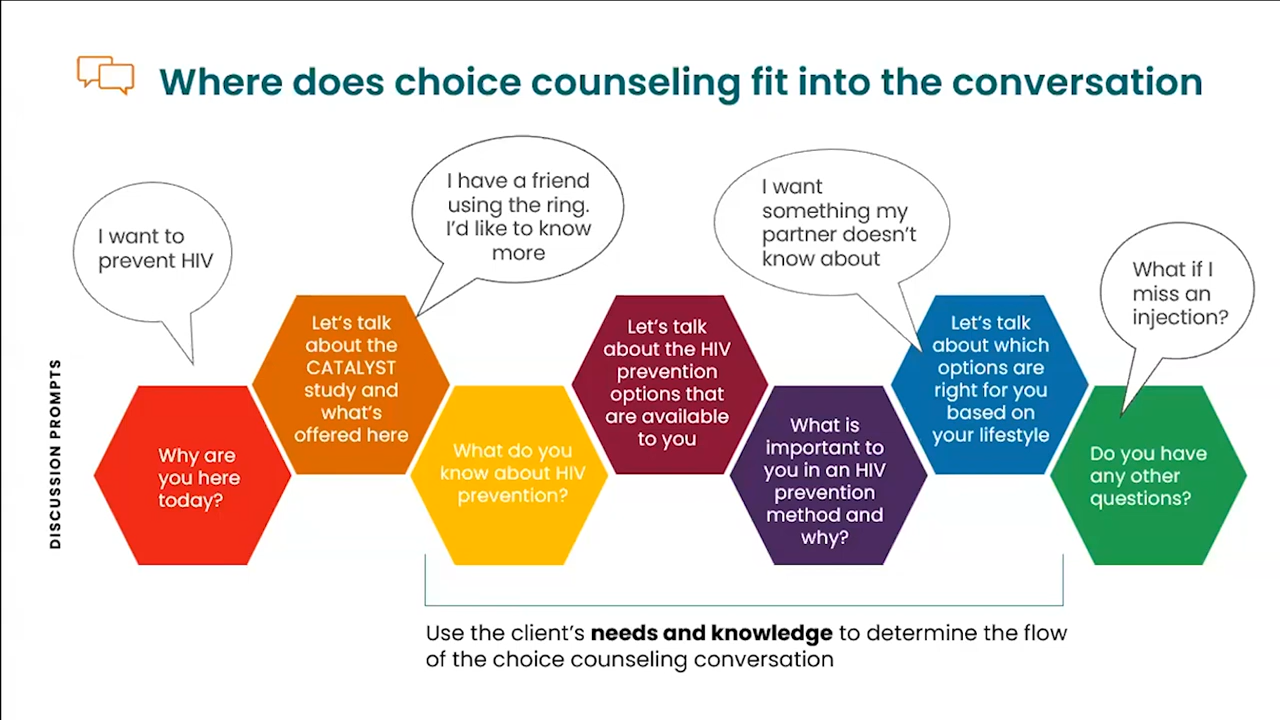 Where does choice counseling fit into the conversation
I want to
prevent HIV
I have a friend
using the ring.
I'd like to know
more
I want
something my
partner doesn't
know about
What if I
miss an
injection?
DISCUSSION PROMPTS
Why are
you here
today?
Let's talk
about the
CATALYST
study and
what's
offered here
What do you
know about HIV
prevention?
Let's talk
about the HIV
prevention
options that
are available
to you
What is
important to
you in an HIV
prevention
method and
why?
Let's talk
about which
options are
right for you
based on
your lifestyle
Do you have
any other
questions?
Use the client's needs and knowledge to determine the flow
of the choice counseling conversation